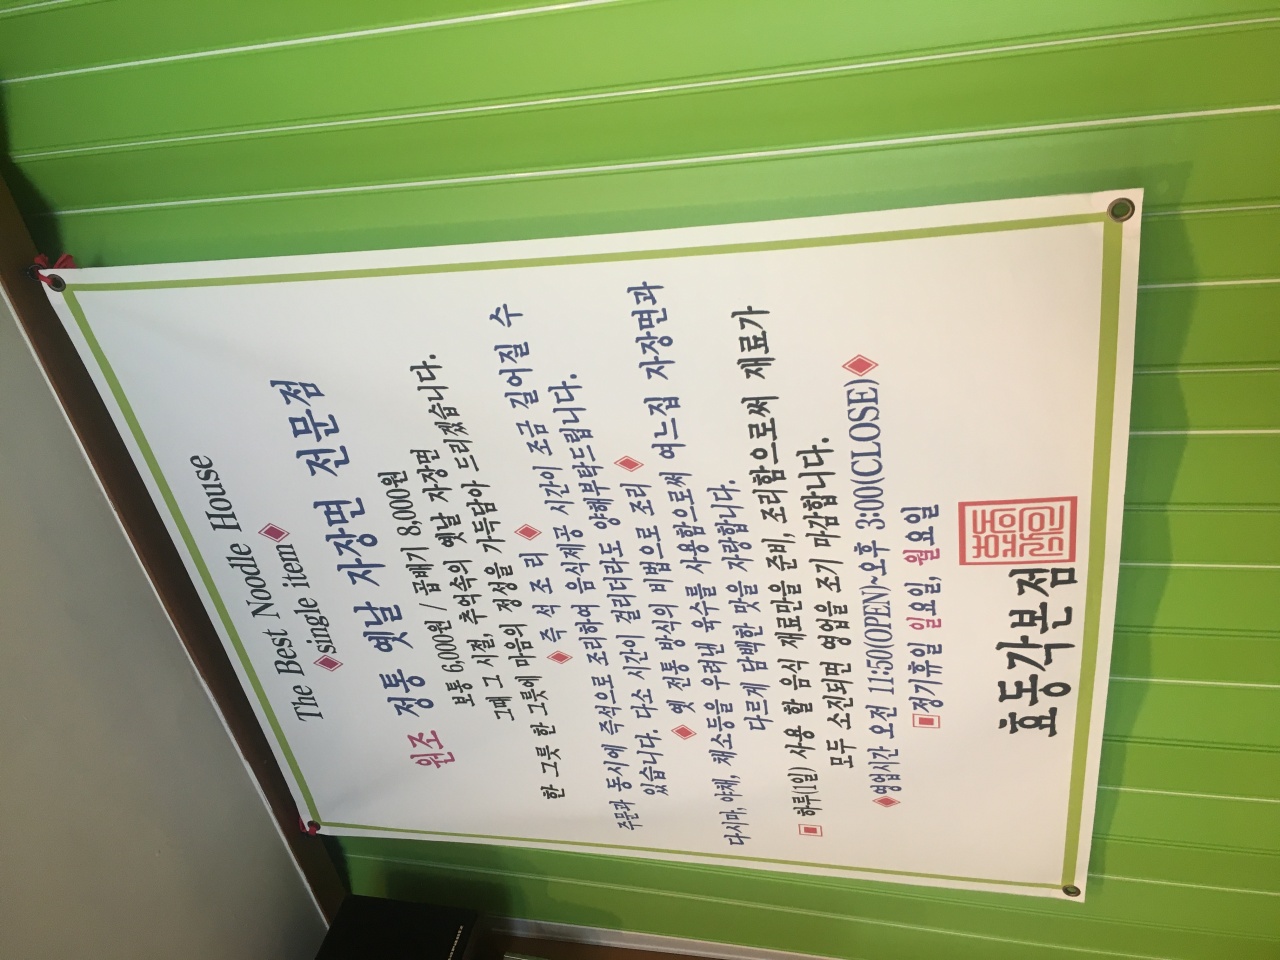 The Best Noodle House
◆single item◆
원조 정통 옛날 자장면 전문점
보통 6,000원 / 곱배기 8,000원
그때 그 시절, 추억속의 옛날 자장면
한 그릇 한 그릇에 마음의 정성을 가득담아 드리겠습니다.
◆ 즉 석 조 리 ◆
주문과 동시에 즉석으로 조리하여 음식제공 시간이 조금 길어질 수
있습니다. 다소 시간이 걸리더라도 양해부탁드립니다.
◆ 옛 전통 방식의 비법으로 조리 ◆
다시마, 야채, 채소등을 우려낸 육수를 사용함으로써 여느집 자장면과
다르게 담백한 맛을 자랑합니다.
▣ 하루(1일) 사용 할 음식 재료만을 준비, 조리함으로써 재료가
모두 소진되면 영업을 조기 마감합니다.
◆영업시간 오전 11:50(OPEN)~오후 3:00(CLOSE)◆
▣정기휴일 일요일, 월요일
효동각본점